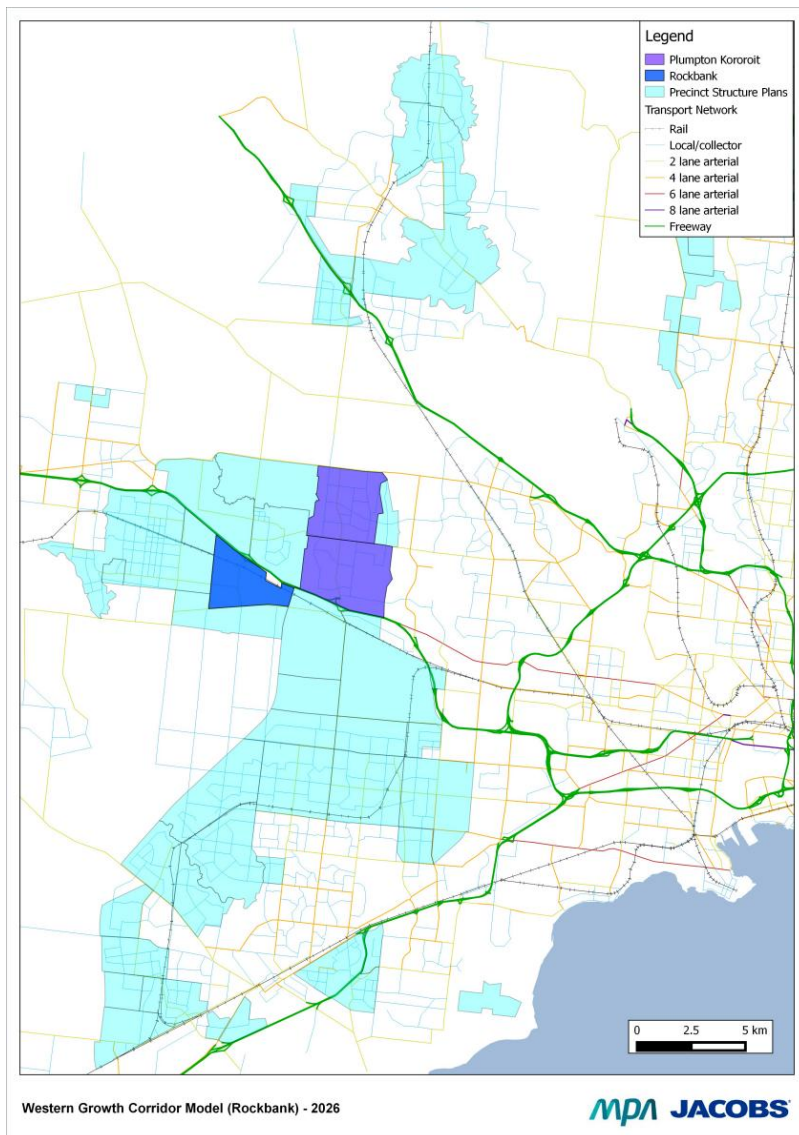 Legend
Plumpton Kororoit
Rockbank
Precinct Structure Plans
Transport Network
Rail
Local/collector
2 lane arterial
4 lane arterial
6 lane arterial
8 lane arterial
Freeway
0 2.5 5 km
Western Growth Corridor Model (Rockbank) - 2026
MPA JACOBS